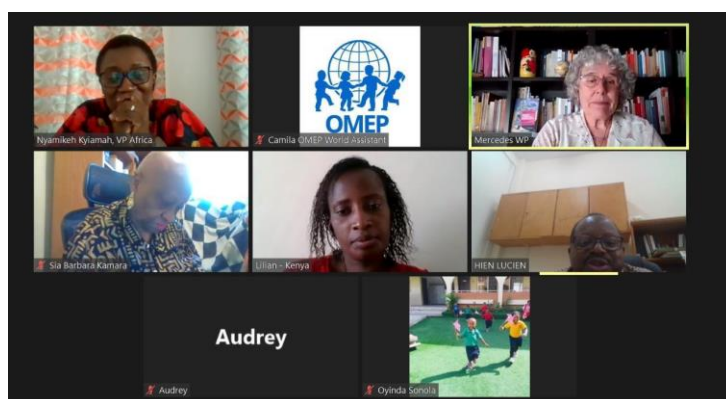 OMEP
Nyamikeh Kyiamah, VP Africa
Camila OMEP World Assistant
Mercedes WP
Sia Barbara Kamara
Lilian - Kenya
HIEN LUCIEN
Audrey
Audrey
Oyinda Sonola